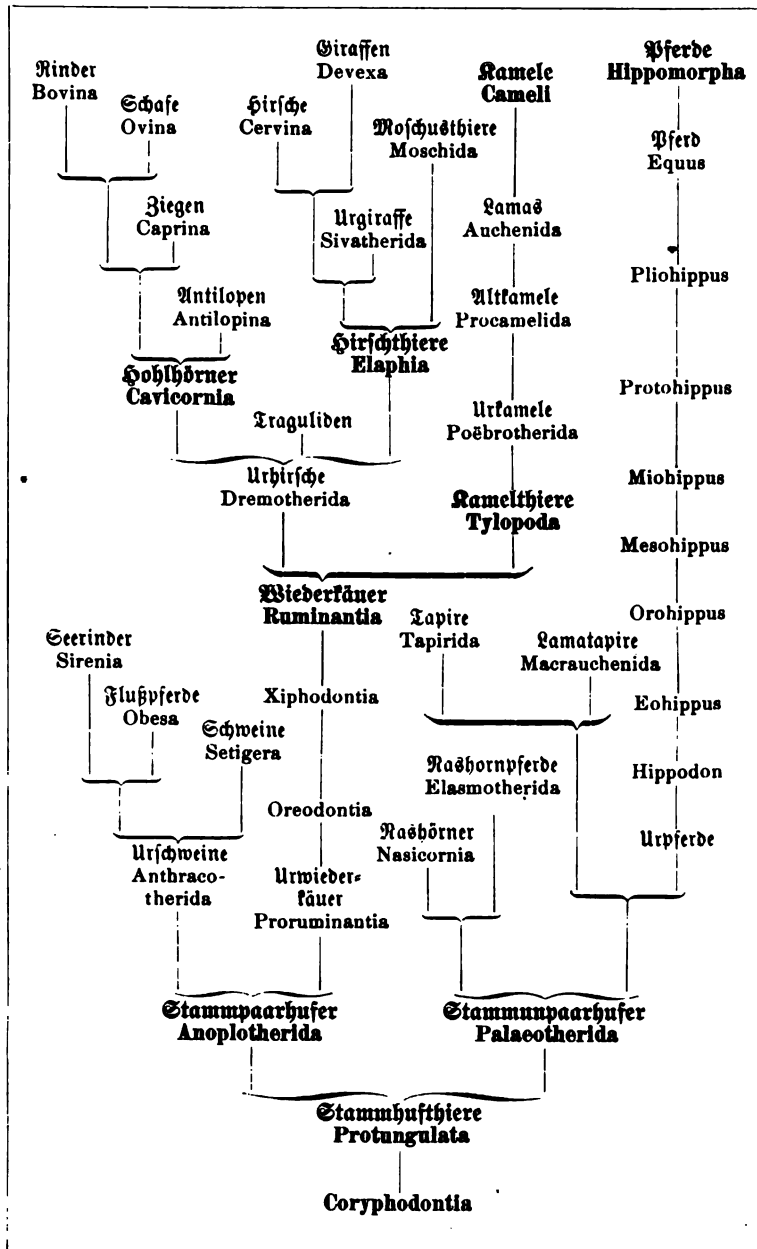 Giraffen
Devexa
Rinder
Bovina
Kamele
Cameli
Pferde
Hippomorpha
Schafe
Ovina
Hirsche
Cervina
Moschusthiere
Moschida
Pferd
Equus
Ziegen
Caprina
Urgiraffe
Sivatherida
Lamas
Auchenida
Pliohippus
Antilopen
Antilopina
Altkamele
Procamelida
Hirschthiere
Elaphia
Hohlhörner
Cavicornia
Protohippus
Traguliden
Urkamele
Poëbrotherida
Urhirsche
Dremotherida
Miohippus
Kamelthiere
Tylopoda
Mesohippus
Wiederkäuer
Ruminantia
Tapire
Tapirida
Orohippus
Seerinder
Sirenia
Lamatapire
Macrauchenida
Flußpferde
Obesa
Xiphodontia
Eohippus
Schweine
Setigera
Nashornpferde
Elasmotherida
Hippodon
Oreodontia
Nashörner
Nasicornia
Urpferde
Urschweine
Anthraco-
therida
Urwieder-
käuer
Proruminantia
Stammpaarhufer
Anoplotherida
Stammunpaarhufer
Palaeotherida
Stammhufthiere
Protungulata
Coryphodontia